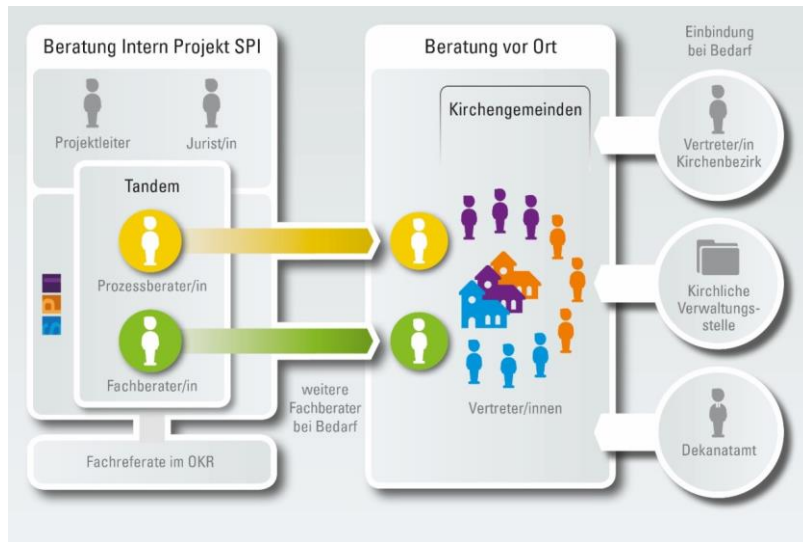 Beratung Intern Projekt SPI
Projektleiter
Jurist/in
Tandem
Prozessberater/in
Fachberater/in
SPI
Fachreferate im OKR
weitere
Fachberater
bei Bedarf
Beratung vor Ort
Kirchengemeinden
Vertreter/innen
Einbindung
bei Bedarf
Vertreter/in
Kirchenbezirk
Kirchliche
Verwaltungs-
stelle
Dekanatamt